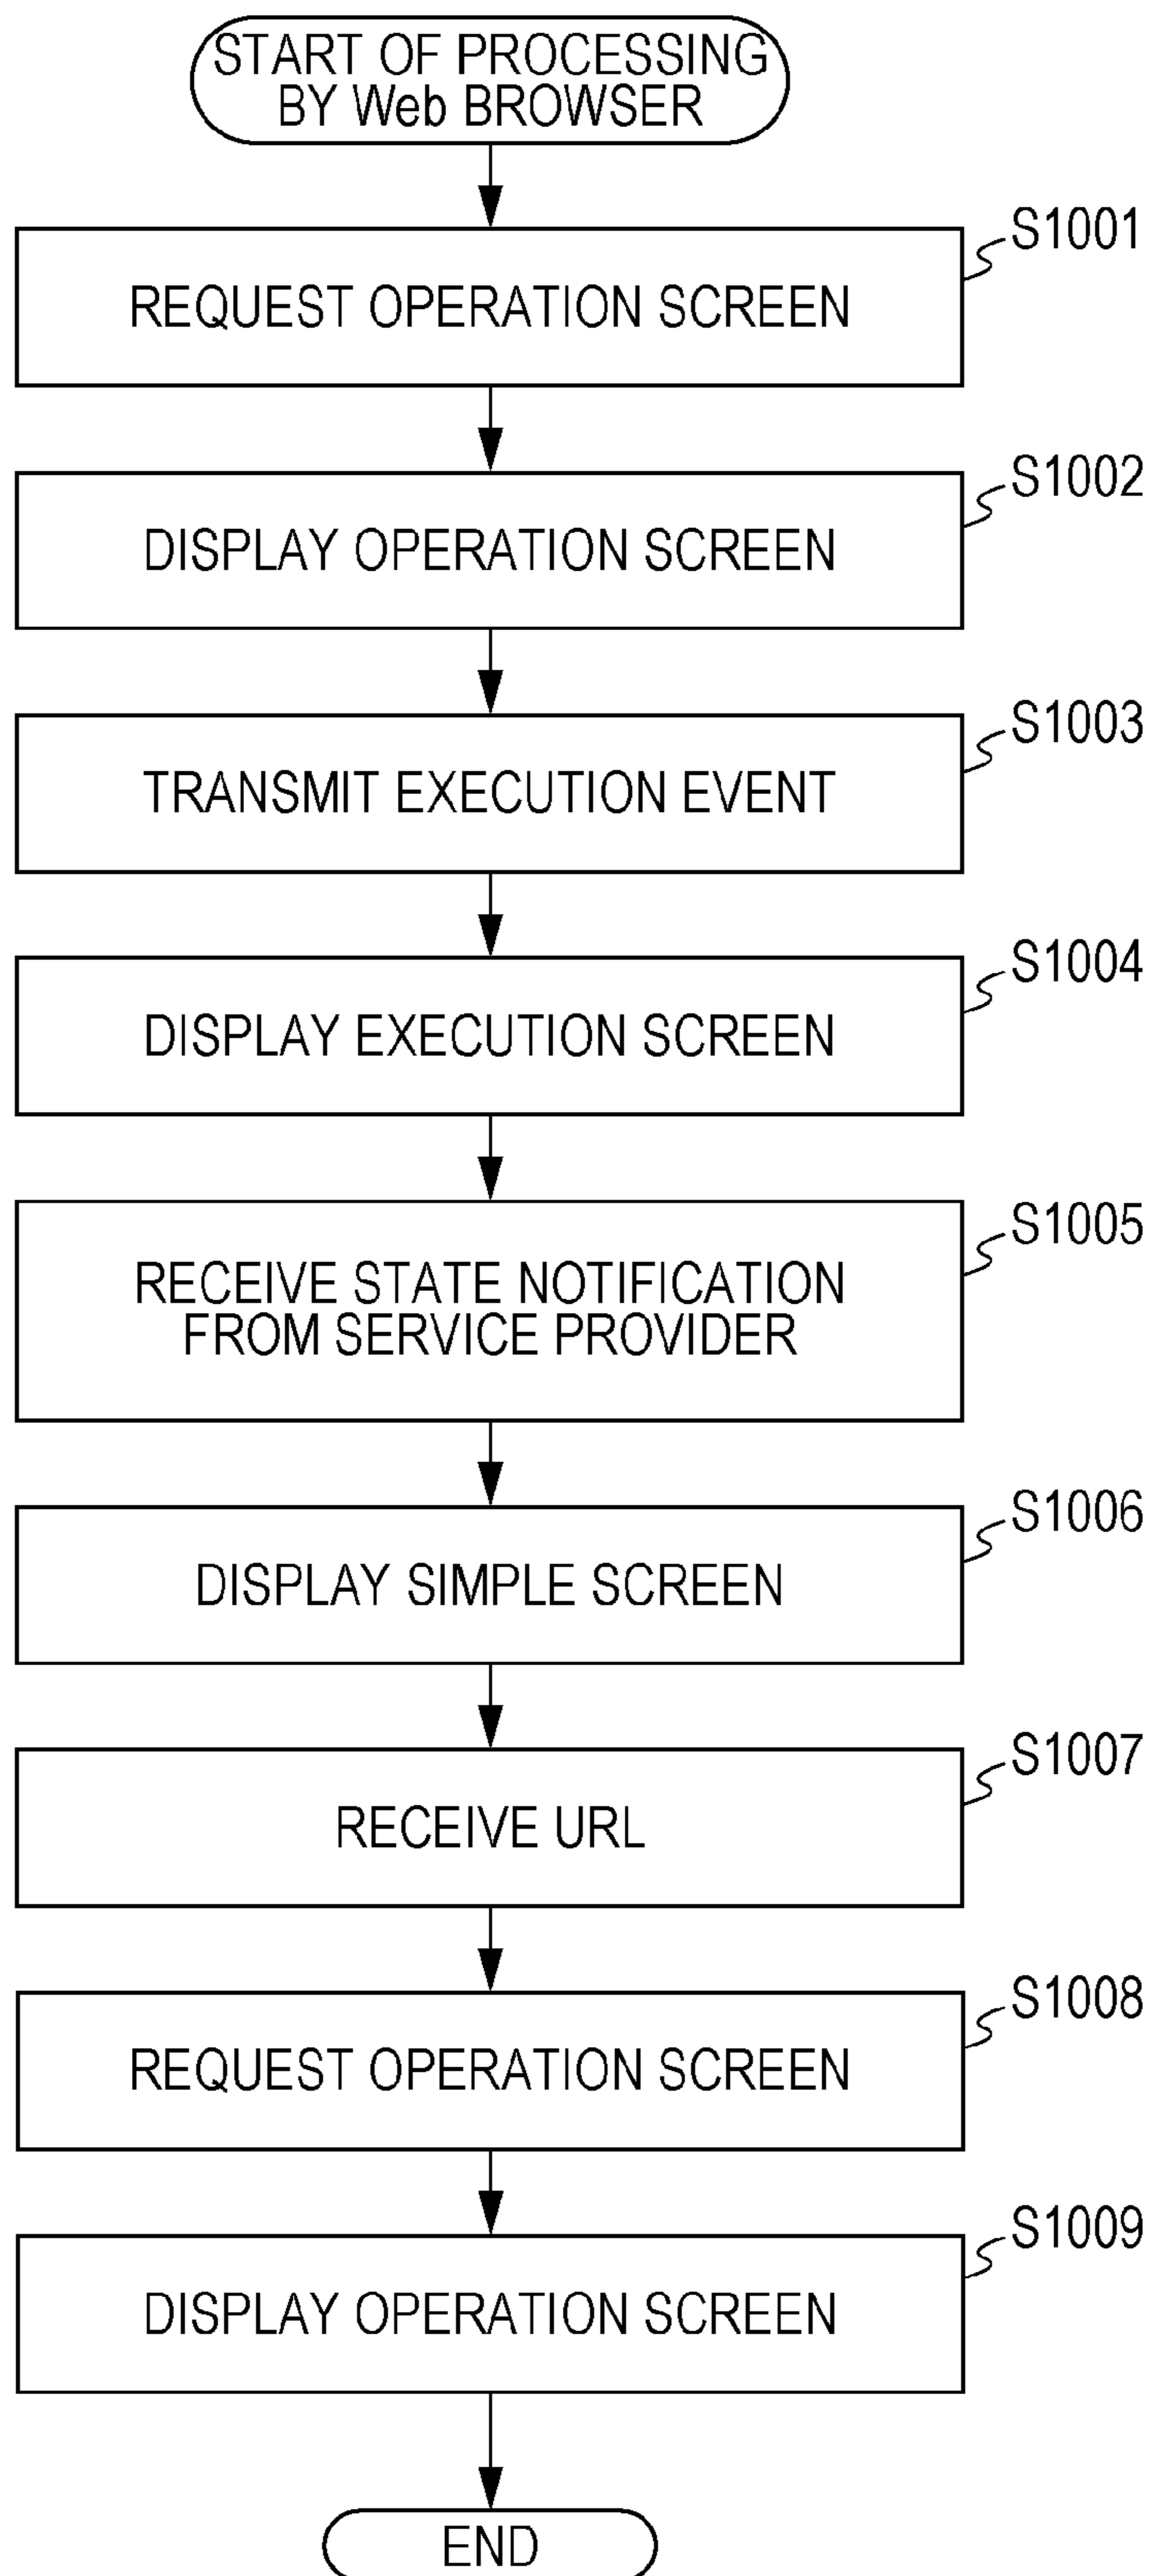 START OF PROCESSING
BY Web BROWSER
S1001
REQUEST OPERATION SCREEN
S1002
DISPLAY OPERATION SCREEN
S1003
TRANSMIT EXECUTION EVENT
S1004
DISPLAY EXECUTION SCREEN
S1005
RECEIVE STATE NOTIFICATION
FROM SERVICE PROVIDER
S1006
DISPLAY SIMPLE SCREEN
S1007
RECEIVE URL
S1008
REQUEST OPERATION SCREEN
S1009
DISPLAY OPERATION SCREEN
END